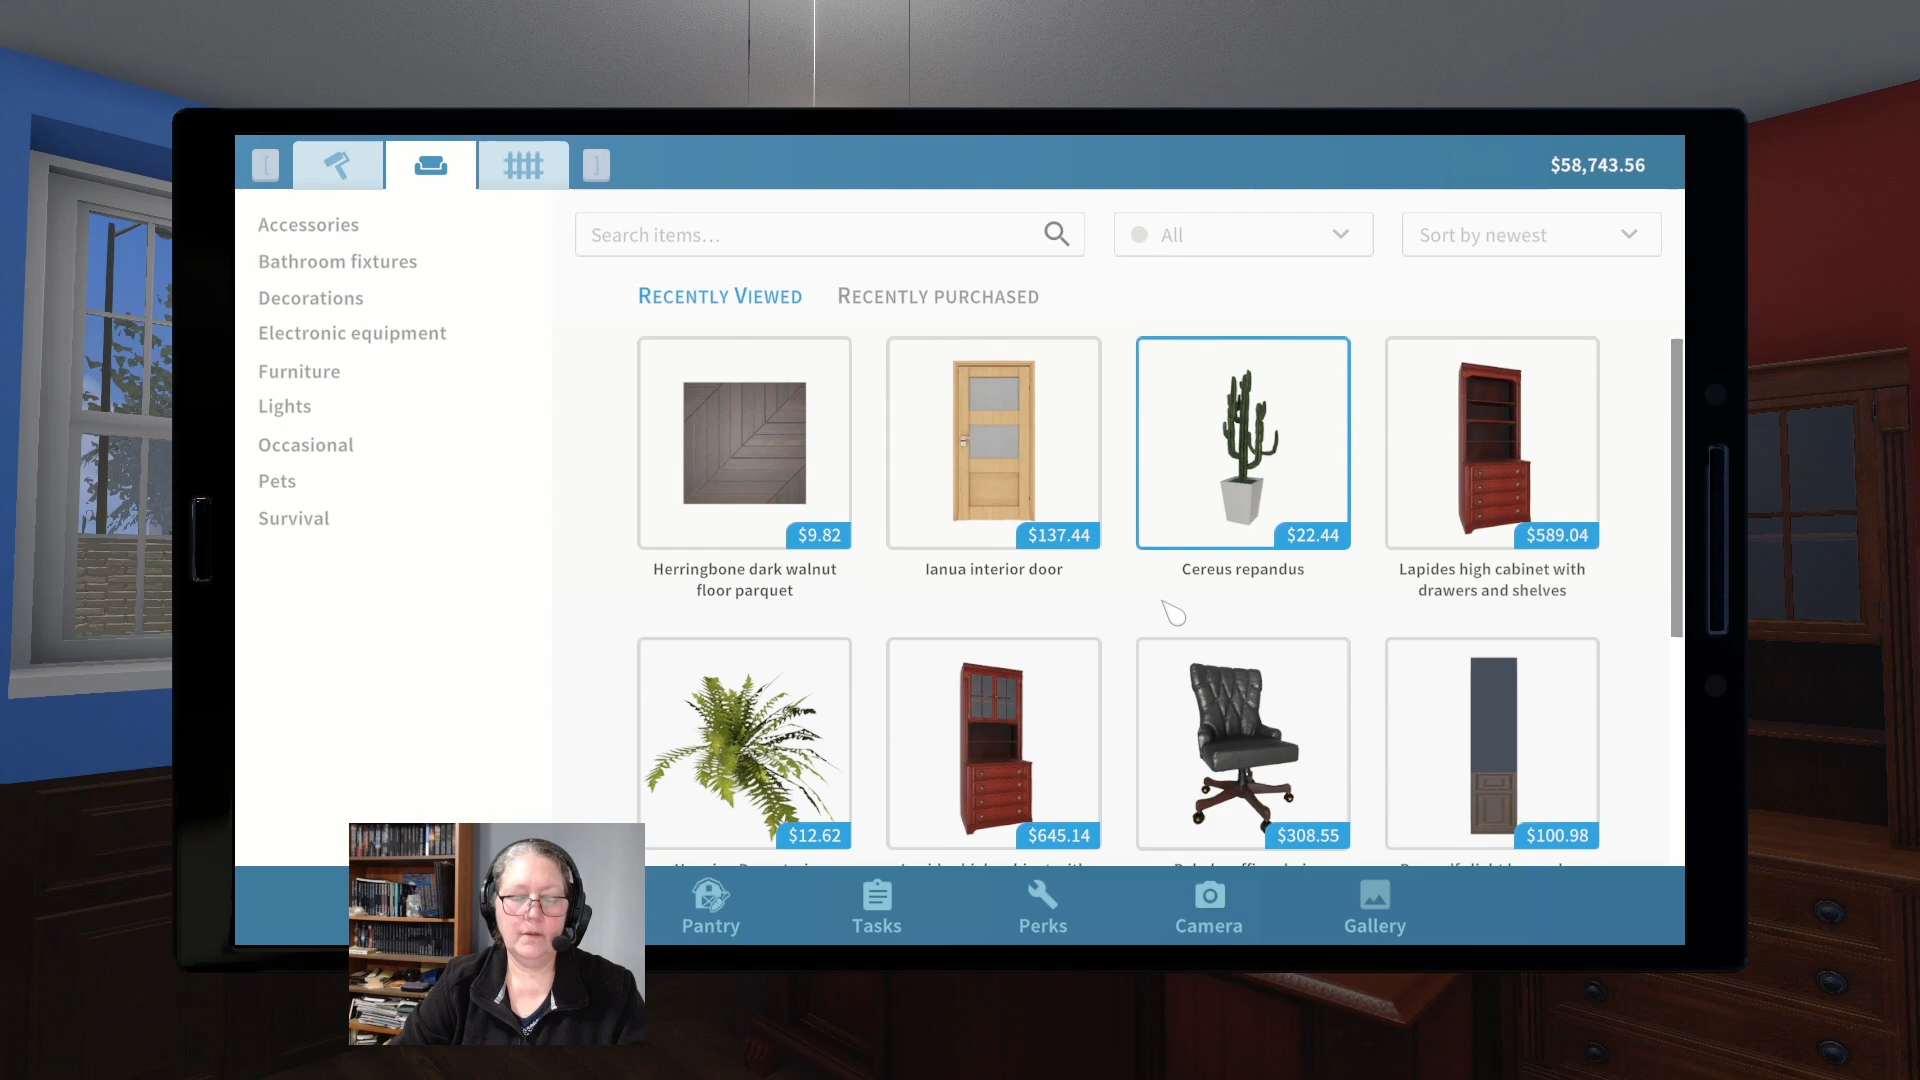 [
]
$58,743.56
Accessories
Bathroom fixtures
Decorations
Electronic equipment
Furniture
Lights
Occasional
Pets
Survival
Search items...
All
Sort by newest
RECENTLY VIEWED
RECENTLY PURCHASED
$9.82
Herringbone dark walnut
floor parquet
$137.44
Ianua interior door
$22.44
Cereus repandus
$589.04
Lapides high cabinet with
drawers and shelves
$12.62
$645.14
$308.55
$100.98
Pantry
Tasks
Perks
Camera
Gallery